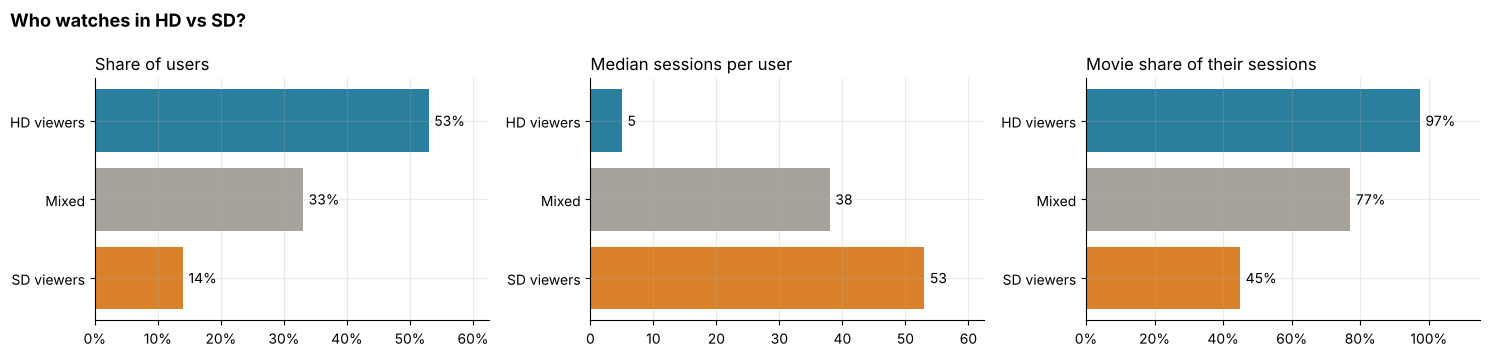 Who watches in HD vs SD?
Share of users
HD viewers
53%
Mixed
33%
SD viewers
14%
0% 10% 20% 30% 40% 50% 60%
Median sessions per user
HD viewers
5
Mixed
38
SD viewers
53
0 10 20 30 40 50 60
Movie share of their sessions
HD viewers
97%
Mixed
77%
SD viewers
45%
0% 20% 40% 60% 80% 100%